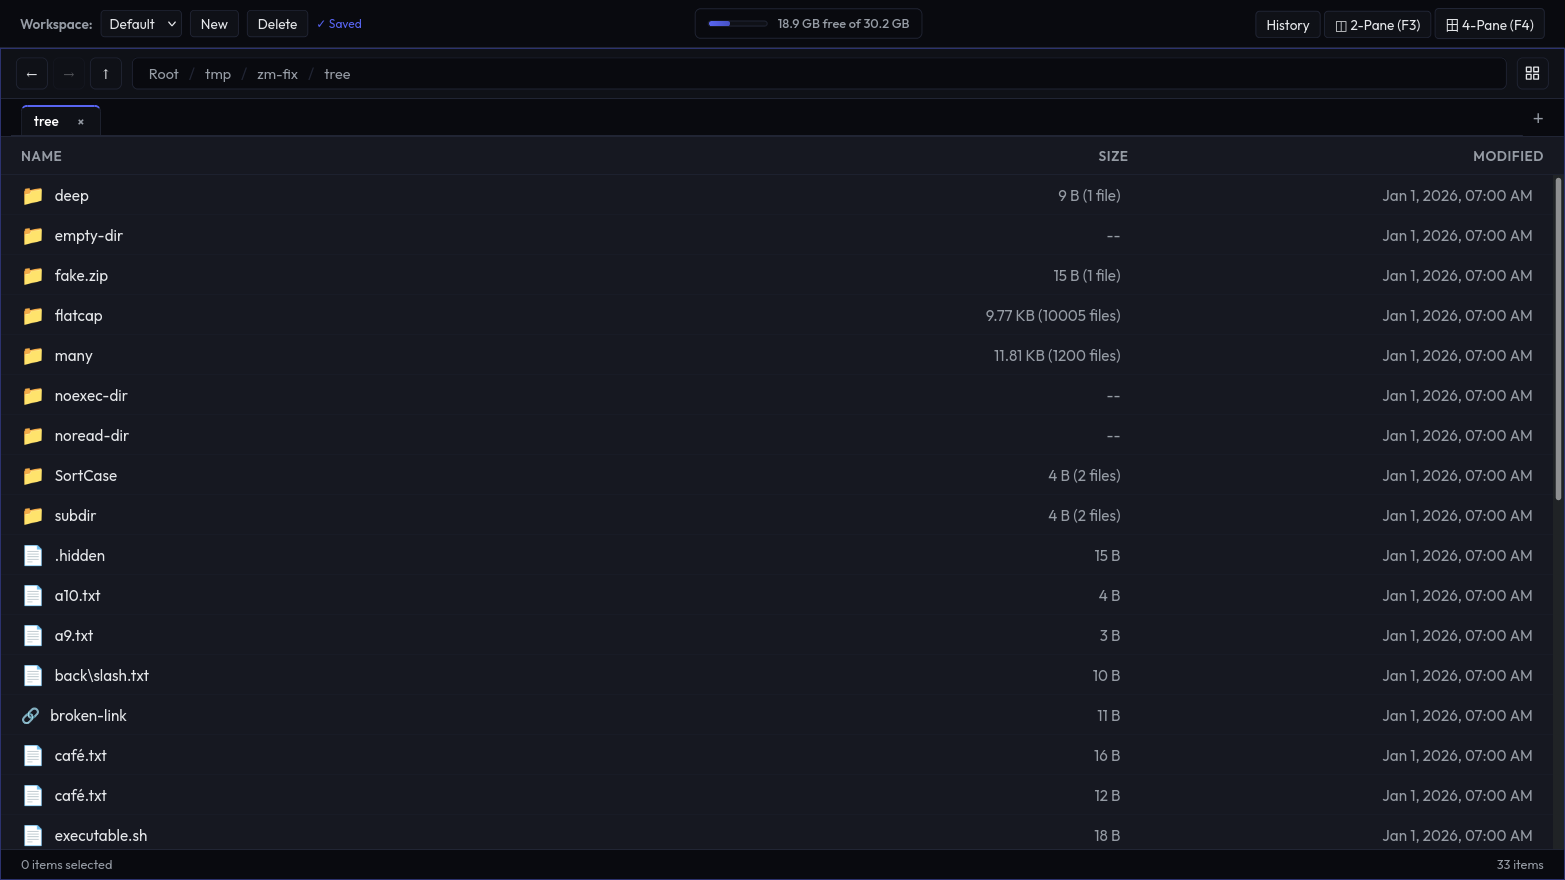 Workspace: Default New Delete ✓ Saved 18.9 GB free of 30.2 GB History 2-Pane (F3) 4-Pane (F4)
← → ↑ Root / tmp / zm-fix / tree
tree × +
NAME SIZE MODIFIED
deep 9 B (1 file) Jan 1, 2026, 07:00 AM
empty-dir -- Jan 1, 2026, 07:00 AM
fake.zip 15 B (1 file) Jan 1, 2026, 07:00 AM
flatcap 9.77 KB (10005 files) Jan 1, 2026, 07:00 AM
many 11.81 KB (1200 files) Jan 1, 2026, 07:00 AM
noexec-dir -- Jan 1, 2026, 07:00 AM
noread-dir -- Jan 1, 2026, 07:00 AM
SortCase 4 B (2 files) Jan 1, 2026, 07:00 AM
subdir 4 B (2 files) Jan 1, 2026, 07:00 AM
.hidden 15 B Jan 1, 2026, 07:00 AM
a10.txt 4 B Jan 1, 2026, 07:00 AM
a9.txt 3 B Jan 1, 2026, 07:00 AM
back\slash.txt 10 B Jan 1, 2026, 07:00 AM
broken-link 11 B Jan 1, 2026, 07:00 AM
café.txt 16 B Jan 1, 2026, 07:00 AM
café.txt 12 B Jan 1, 2026, 07:00 AM
executable.sh 18 B Jan 1, 2026, 07:00 AM
0 items selected 33 items